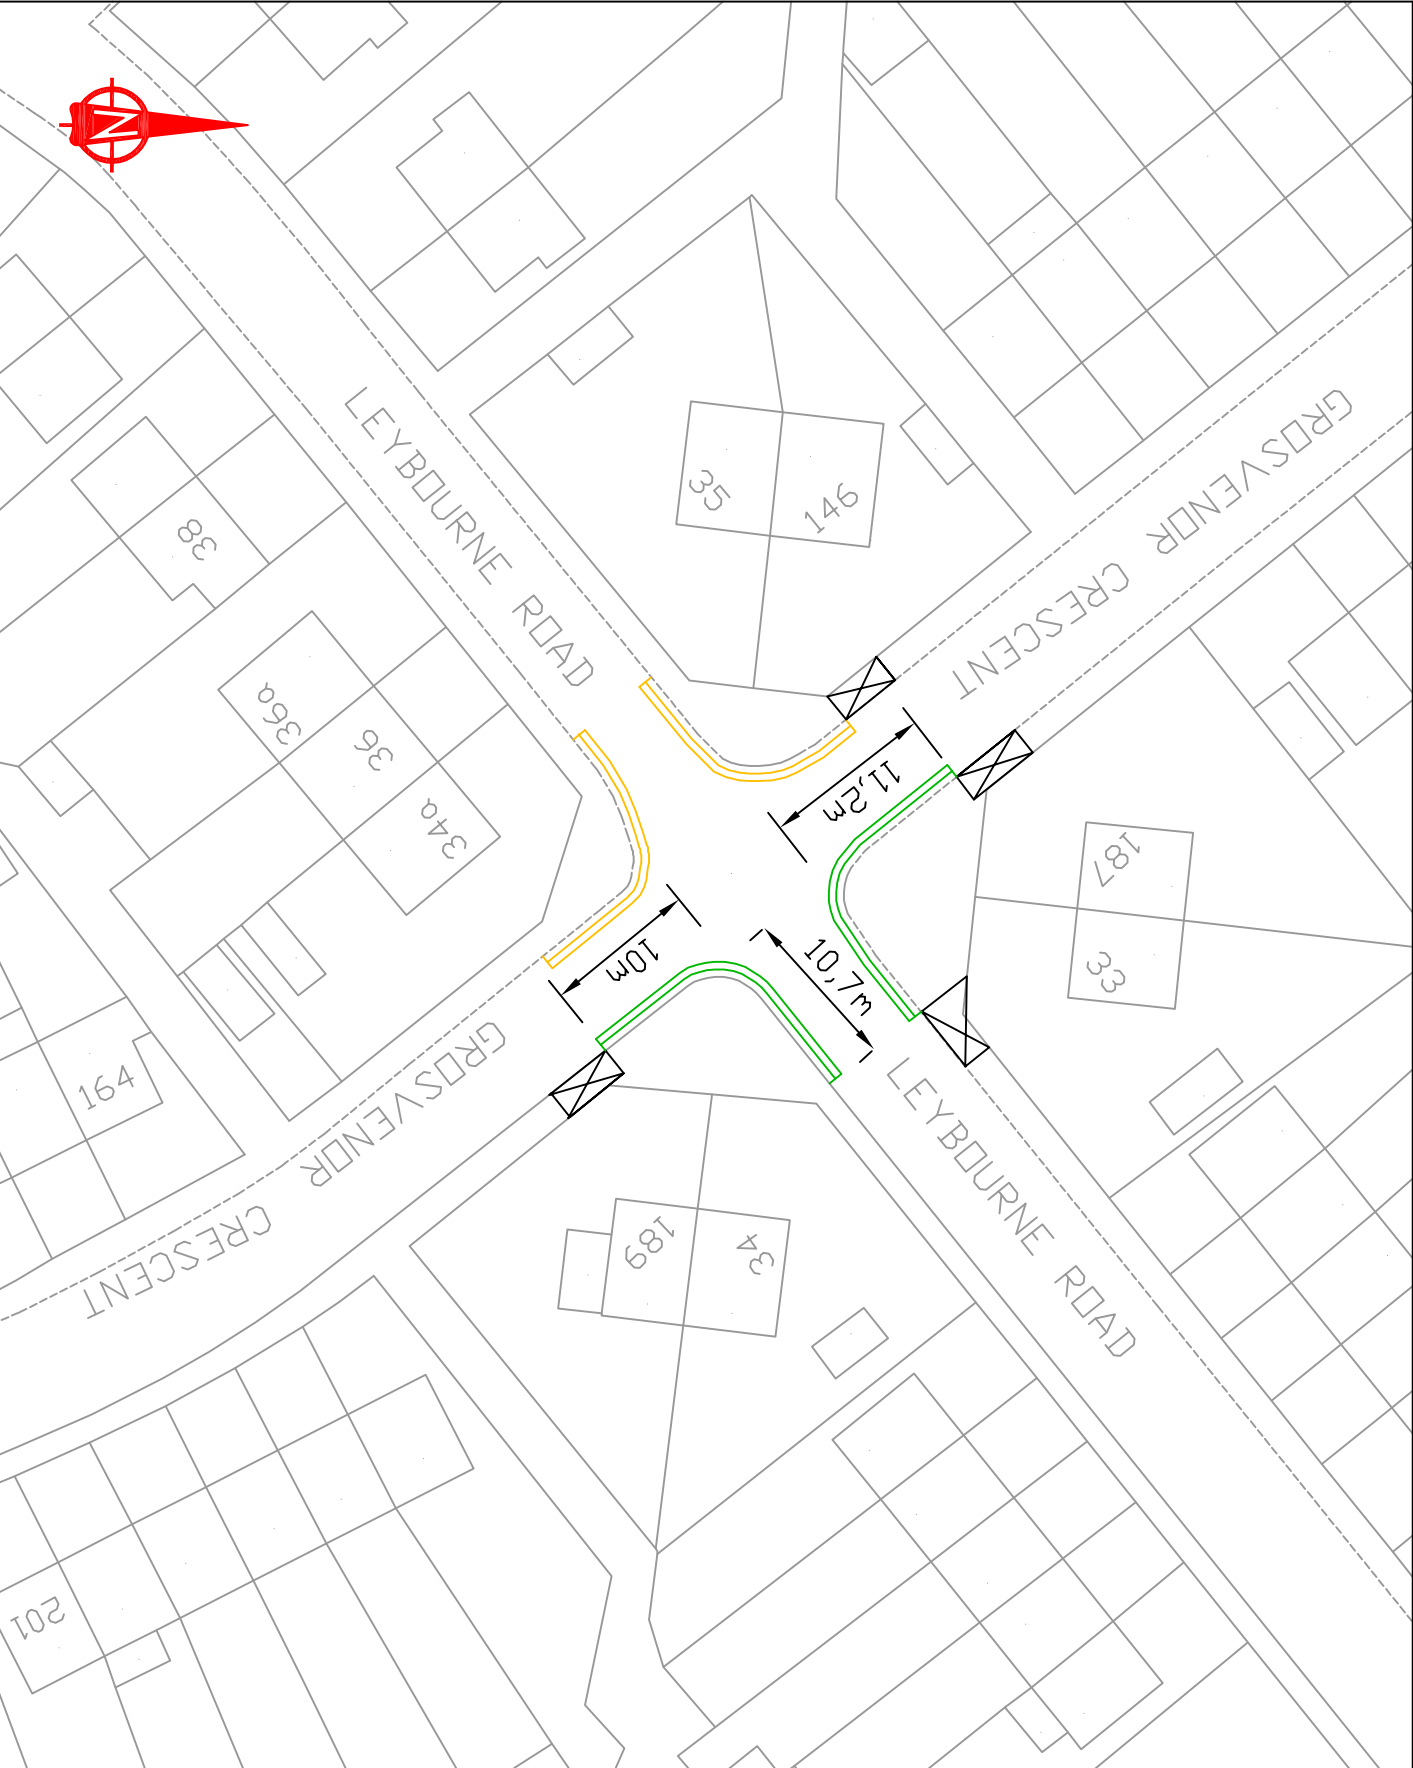 N
LEYBOURNE ROAD
GROSVENOR CRESCENT
35
146
38
36a
36
34a
11,2m
187
33
10m
10,7m
GROSVENOR CRESCENT
LEYBOURNE ROAD
164
189
34
201